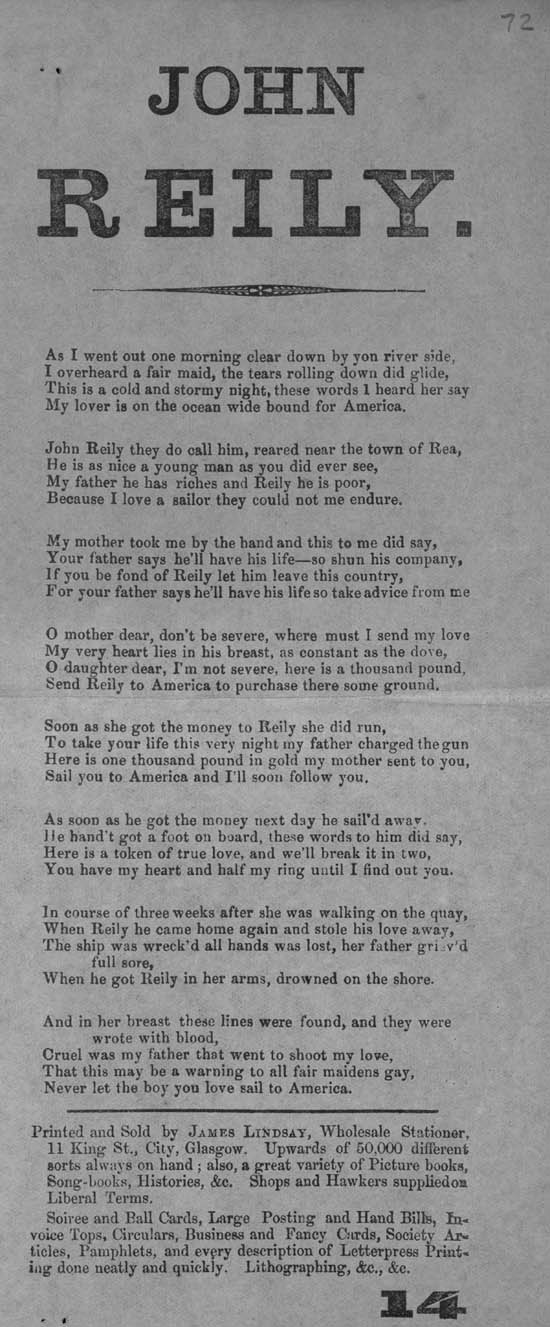 72
JOHN
REILY.
As I went out one morning clear down by yon river side,
I overheard a fair maid, the tears rolling down did glide,
This is a cold and stormy night, these words I heard her say
My lover is on the ocean wide bound for America.
John Reily they do call him, reared near the town of Rea,
He is as nice a young man as you did ever see,
My father he has riches and Reily he is poor,
Because I love a sailor they could not me endure.
My mother took me by the hand and this to me did say,
Your father says he'll have his life—so shun his company,
If you be fond of Reily let him leave this country,
For your father says he'll have his life so take advice from me
O mother dear, don't be severe, where must I send my love
My very heart lies in his breast, as constant as the dove,
O daughter dear, I'm not severe, here is a thousand pound,
Send Reily to America to purchase there some ground.
Soon as she got the money to Reily she did run,
To take your life this very night my father charged the gun
Here is one thousand pound in gold my mother sent to you,
Sail you to America and I'll soon follow you.
As soon as he got the money next day he sail'd away.
He hand't got a foot on board, these words to him did say,
Here is a token of true love, and we'll break it in two,
You have my heart and half my ring until I find out you.
In course of three weeks after she was walking on the quay,
When Reily he came home again and stole his love away,
The ship was wreck'd all hands was lost, her father griev'd
full sore,
When he got Reily in her arms, drowned on the shore.
And in her breast these lines were found, and they were
wrote with blood,
Cruel was my father that went to shoot my love,
That this may be a warning to all fair maidens gay,
Never let the boy you love sail to America.
Printed and Sold by JAMES LINDSAY, Wholesale Stationer,
11 King St., City, Glasgow. Upwards of 50,000 different
sorts always on hand ; also, a great variety of Picture books,
Song-books, Histories, &c. Shops and Hawkers suppliedon
Liberal Terms.
Soiree and Ball Cards, Large Posting and Hand Bills, In-
voice Tops, Circulars, Business and Fancy Cards, Society Ar-
ticles, Pamphlets, and every description of Letterpress Print-
ing done neatly and quickly. Lithographing, &c., &c.
14